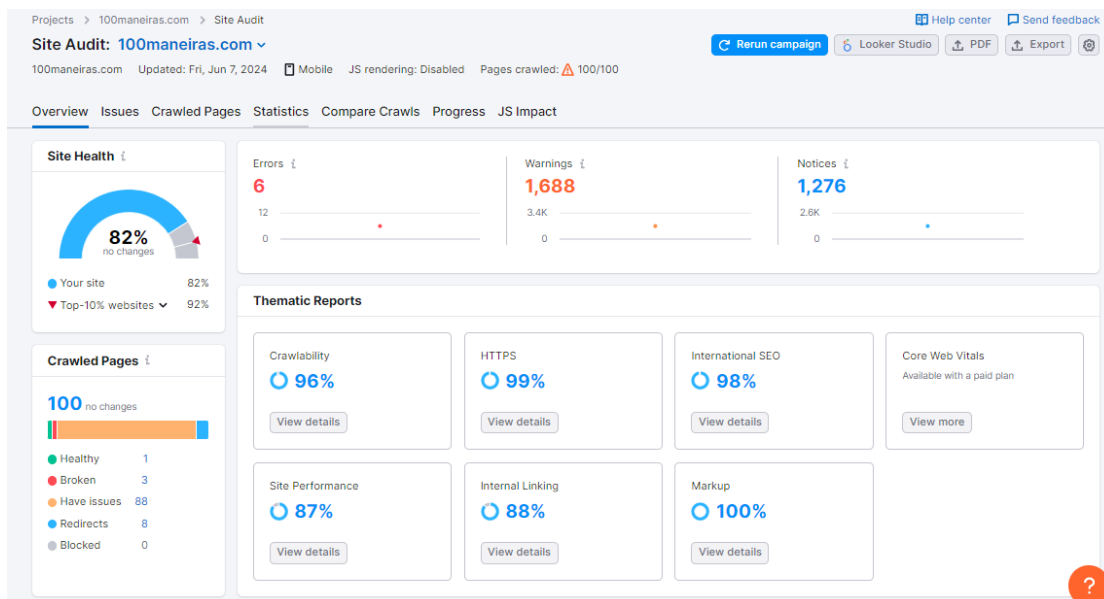 Projects > 100maneiras.com > Site Audit
Help center
Send feedback
Site Audit: 100maneiras.com
Rerun campaign
Looker Studio
PDF
Export
100maneiras.com Updated: Fri, Jun 7, 2024 Mobile JS rendering: Disabled Pages crawled: 100/100
Overview Issues Crawled Pages Statistics Compare Crawls Progress JS Impact
Site Health i
82%
no changes
Your site 82%
Top-10% websites 92%
Errors i
6
12
0
Warnings i
1,688
3.4K
0
Notices i
1,276
2.6K
0
Crawled Pages i
100 no changes
Healthy 1
Broken 3
Have issues 88
Redirects 8
Blocked 0
Thematic Reports
Crawlability
96%
View details
HTTPS
99%
View details
International SEO
98%
View details
Core Web Vitals
Available with a paid plan
View more
Site Performance
87%
View details
Internal Linking
88%
View details
Markup
100%
View details
?